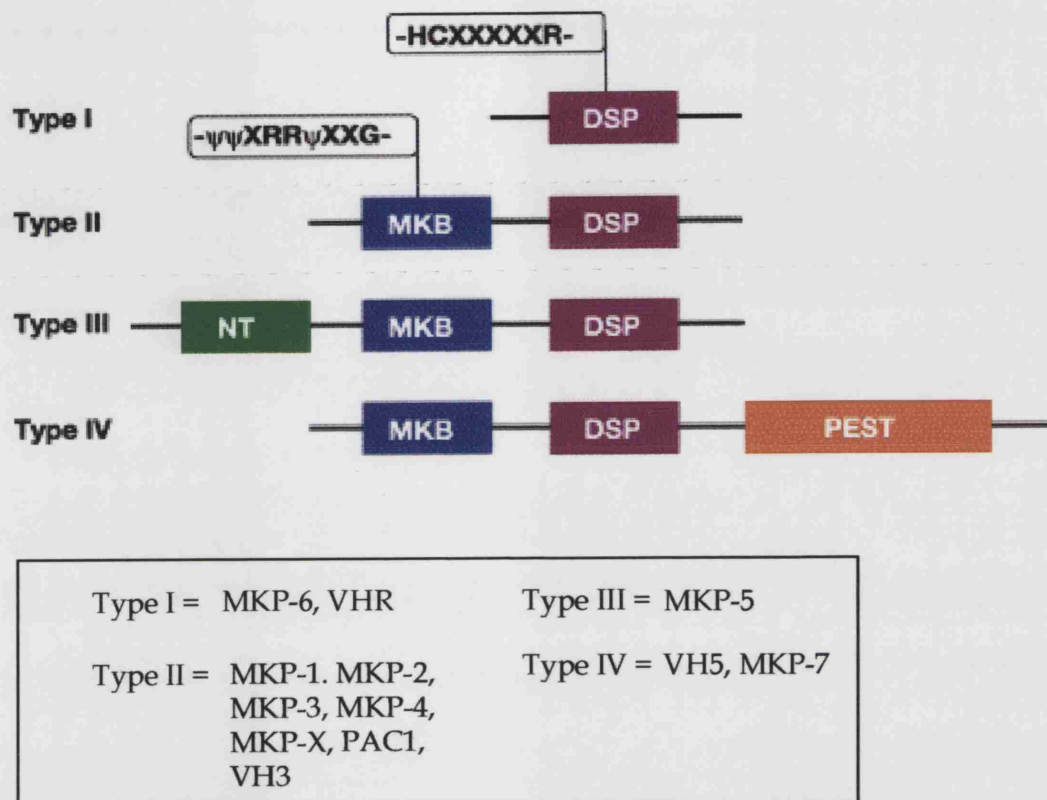 -HCXXXXXR-
Type I DSP
-ψψXRRψXXG-
Type II MKB DSP
Type III NT MKB DSP
Type IV MKB DSP PEST
Type I = MKP-6, VHR Type III = MKP-5
Type II = MKP-1. MKP-2, Type IV = VH5, MKP-7
MKP-3, MKP-4,
MKP-X, PAC1,
VH3